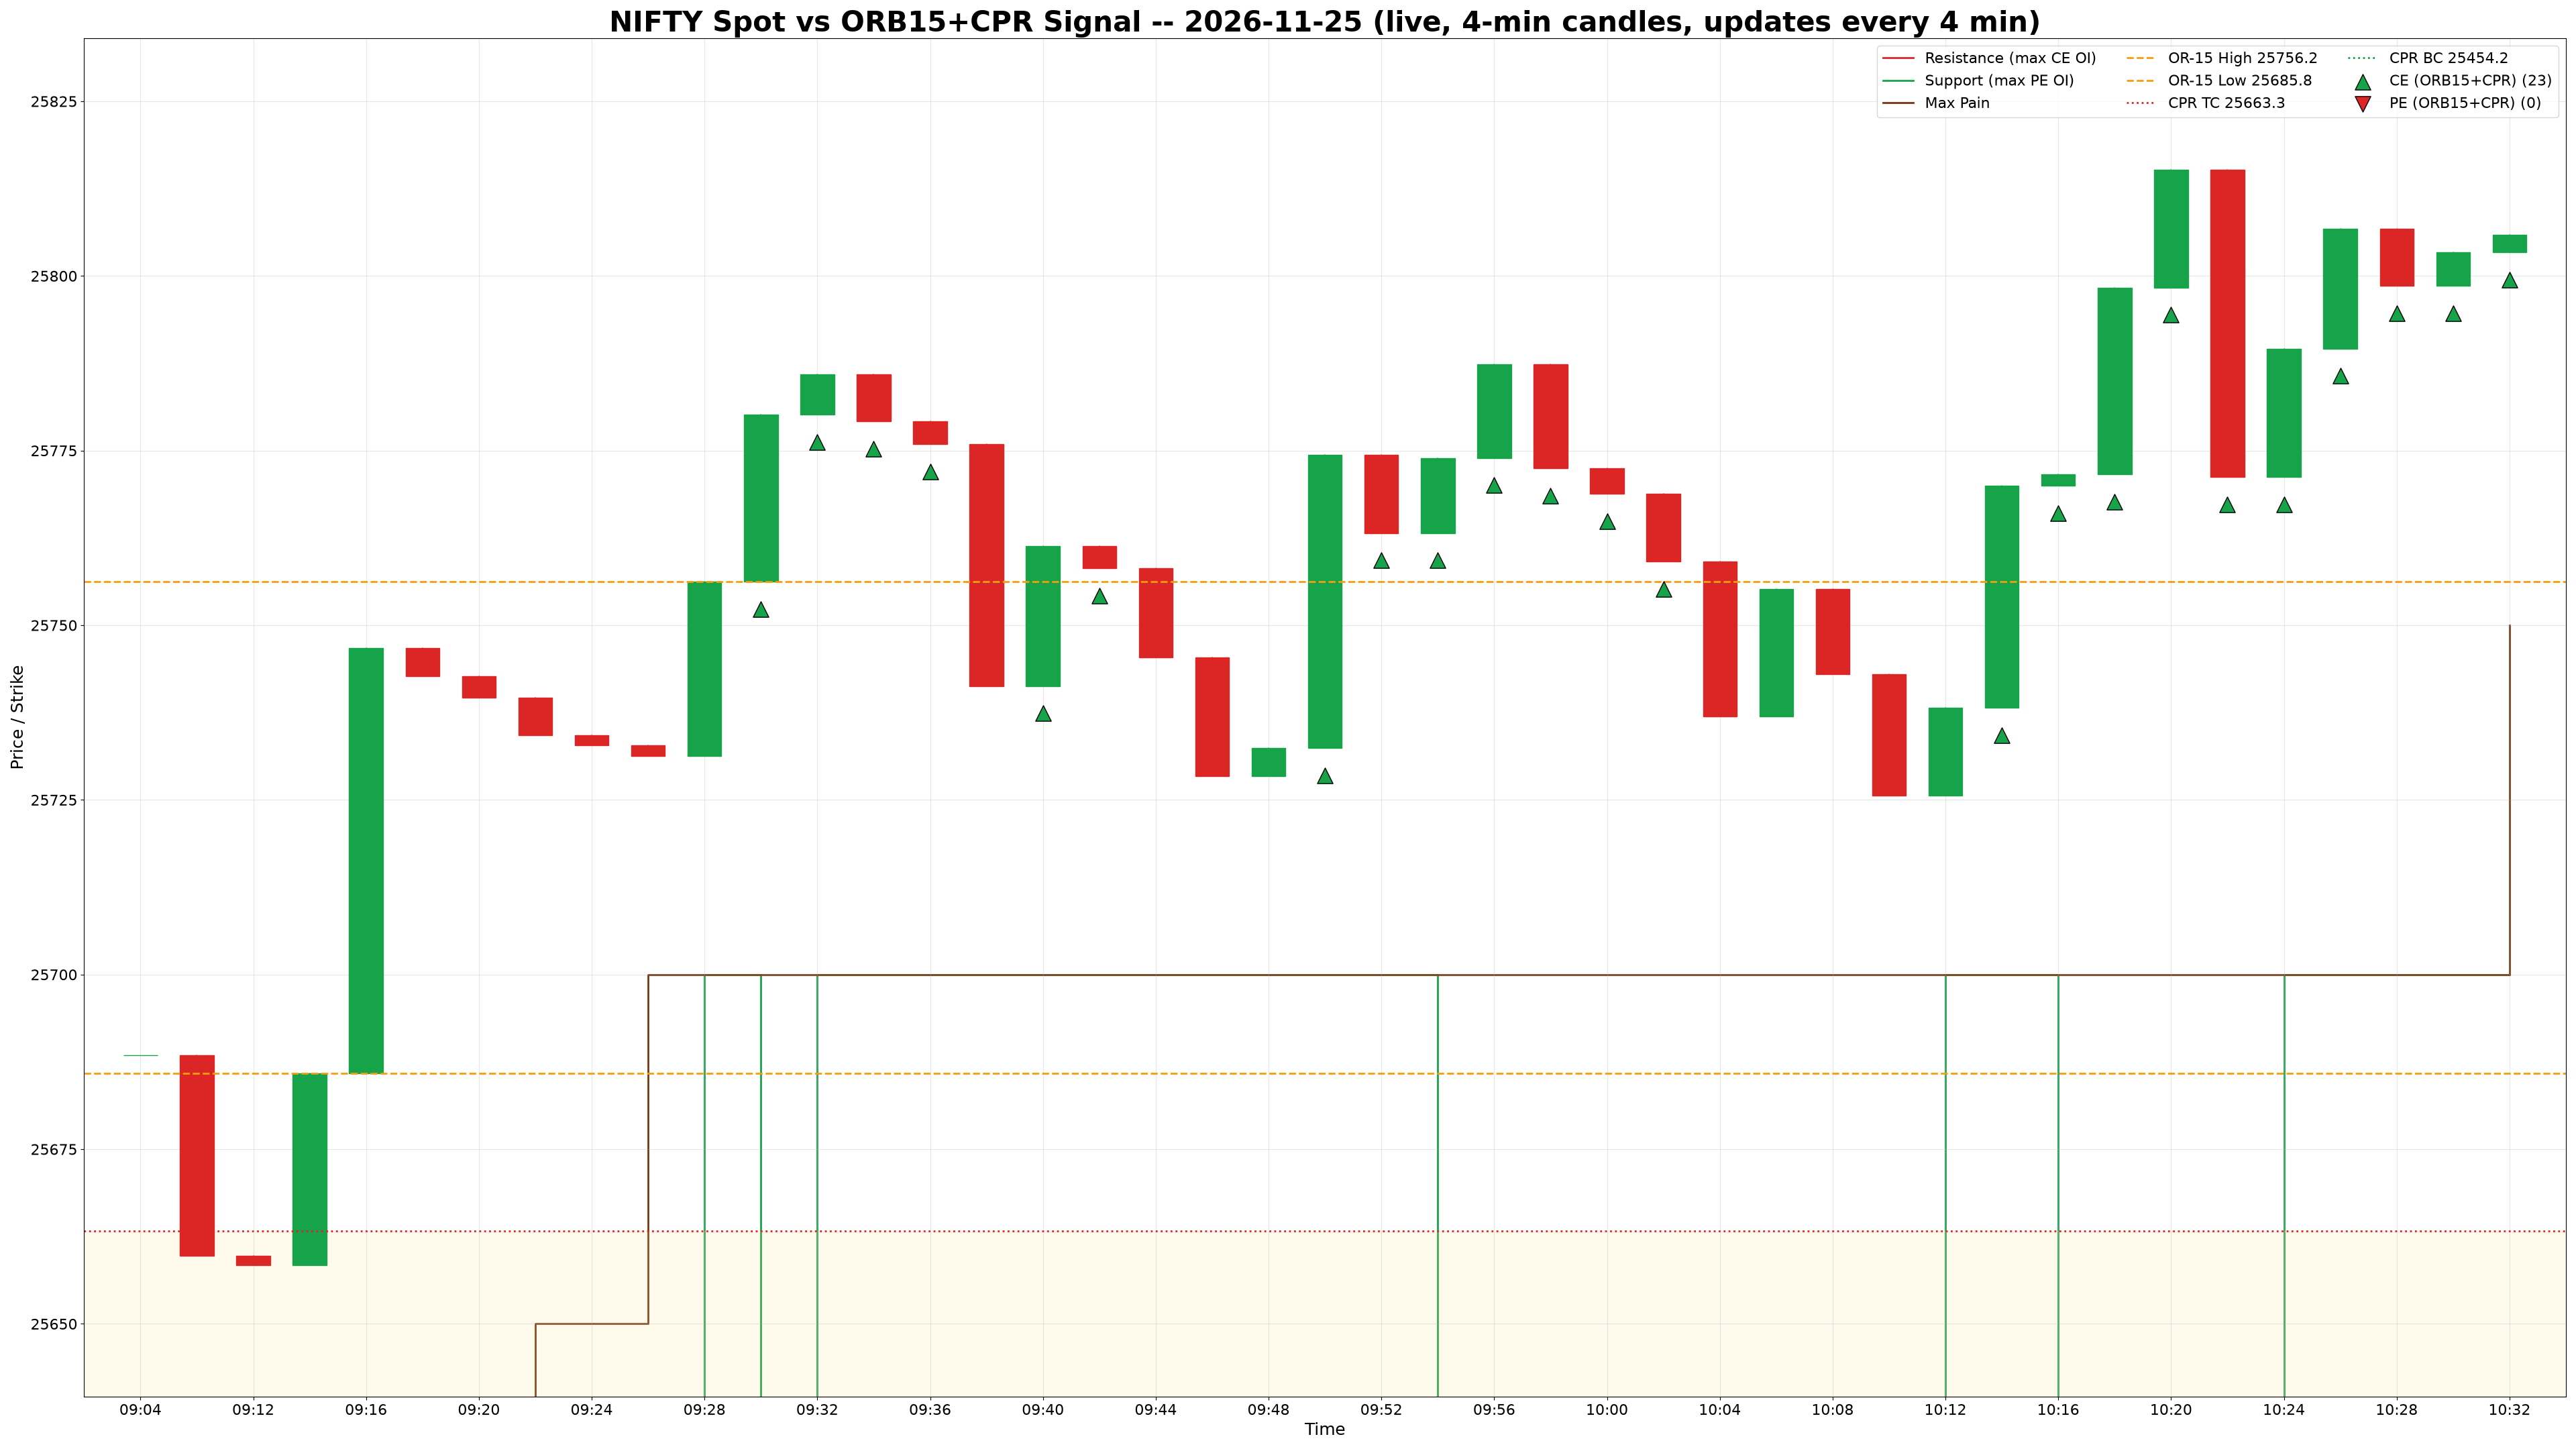 NIFTY Spot vs ORB15+CPR Signal -- 2026-11-25 (live, 4-min candles, updates every 4 min)
Resistance (max CE OI)
Support (max PE OI)
Max Pain
OR-15 High 25756.2
OR-15 Low 25685.8
CPR TC 25663.3
CPR BC 25454.2
CE (ORB15+CPR) (23)
PE (ORB15+CPR) (0)
Price / Strike
25825
25800
25775
25750
25725
25700
25675
25650
09:04 09:12 09:16 09:20 09:24 09:28 09:32 09:36 09:40 09:44 09:48 09:52 09:56 10:00 10:04 10:08 10:12 10:16 10:20 10:24 10:28 10:32
Time